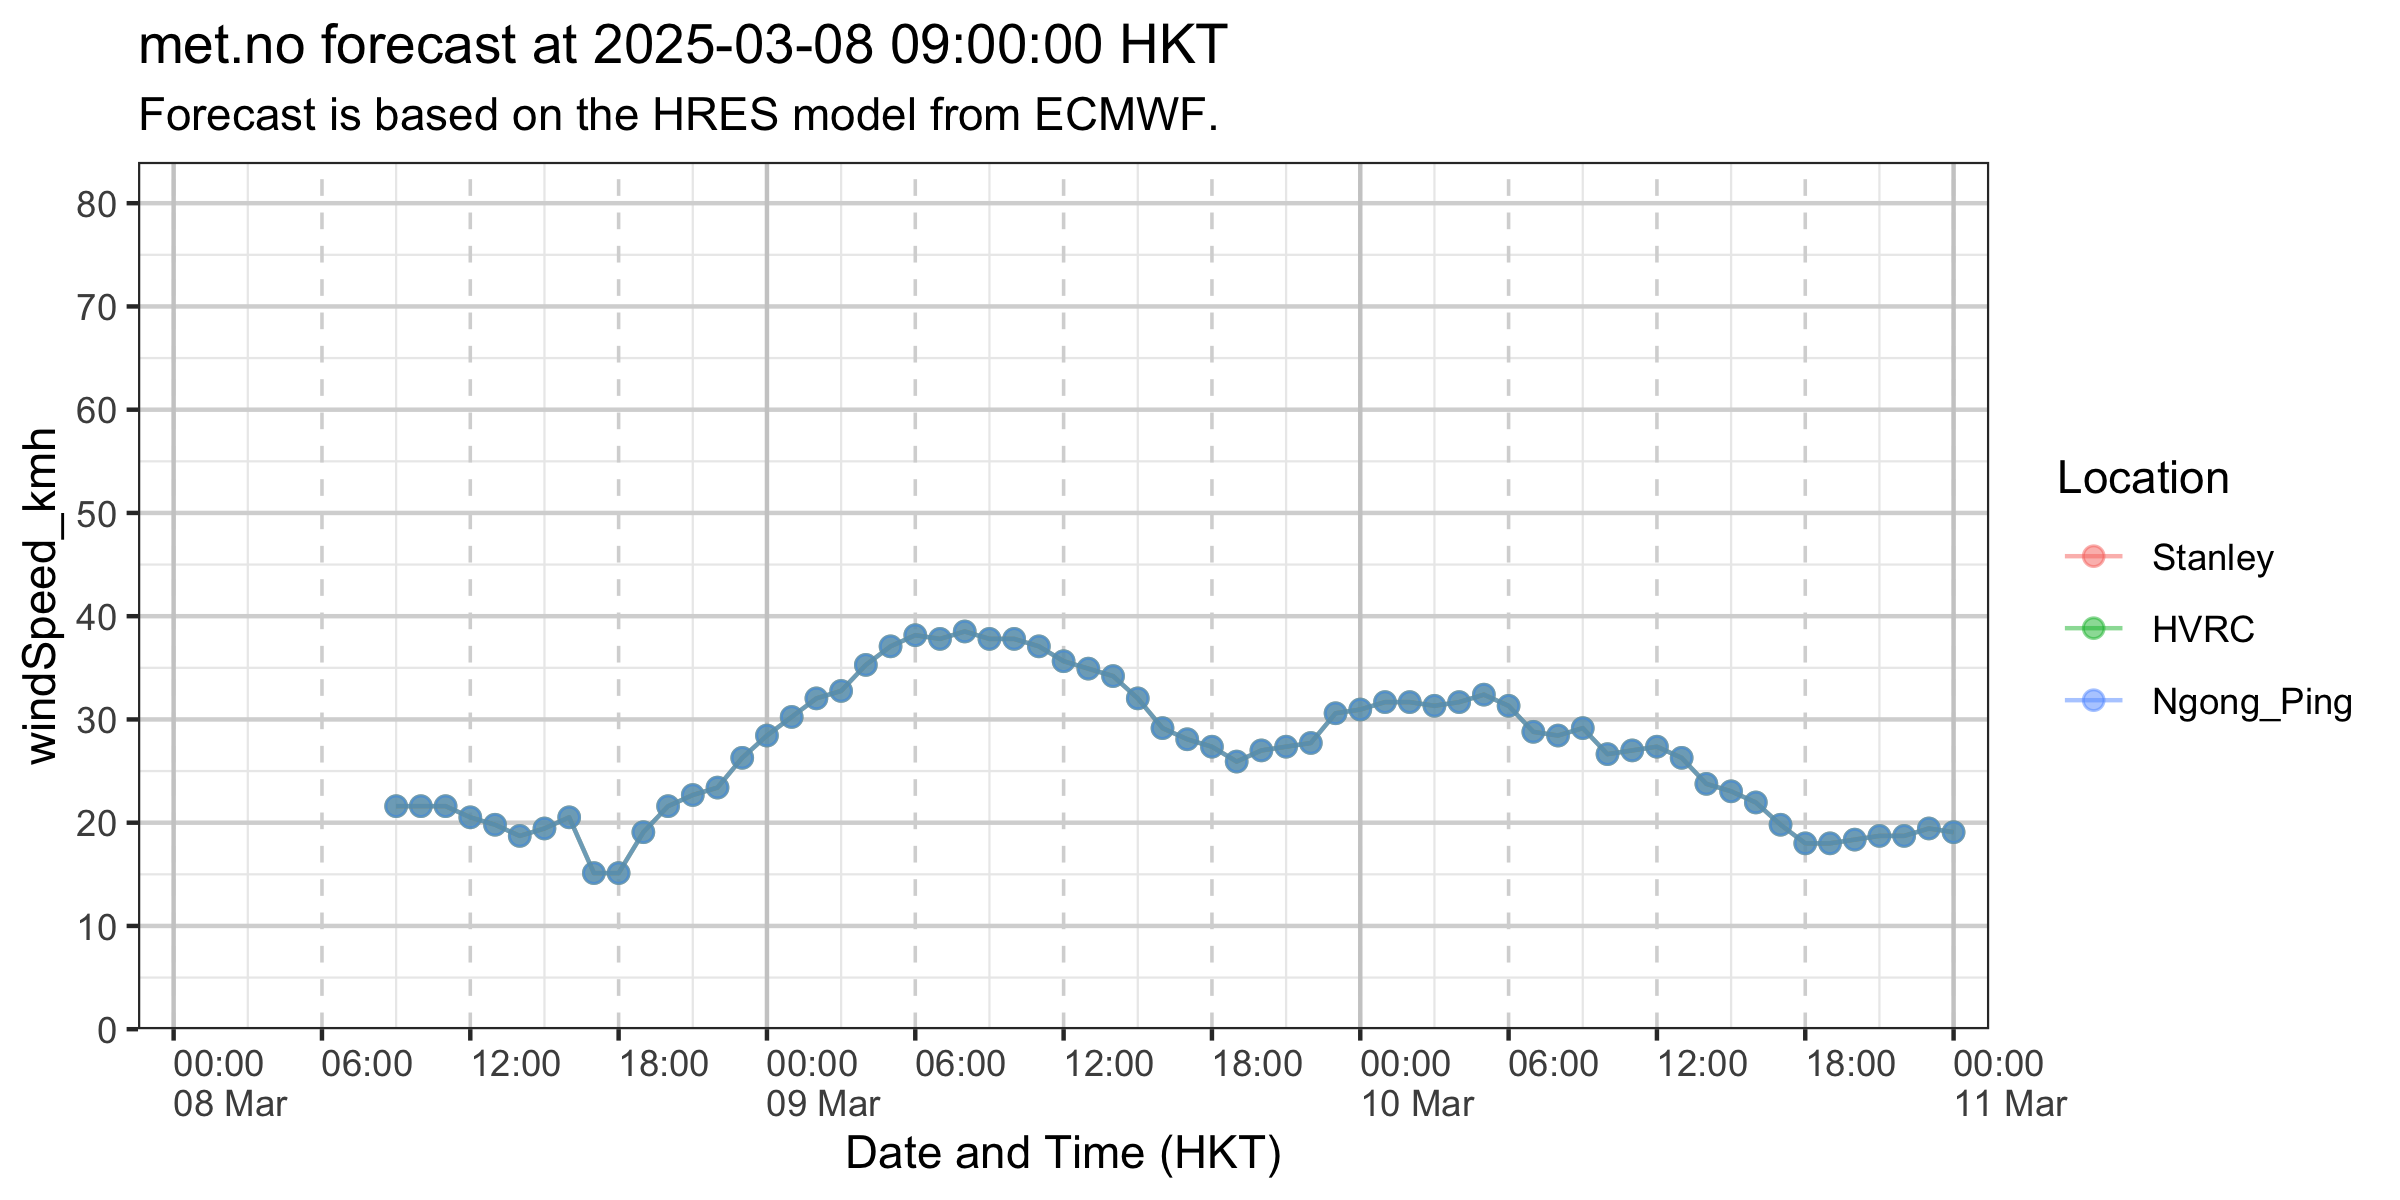 met.no forecast at 2025-03-08 09:00:00 HKT
Forecast is based on the HRES model from ECMWF.
windSpeed_kmh
80
70
60
50
40
30
20
10
0
00:00 06:00 12:00 18:00 00:00 06:00 12:00 18:00 00:00 06:00 12:00 18:00 00:00
08 Mar 09 Mar 10 Mar 11 Mar
Date and Time (HKT)
Location
Stanley
HVRC
Ngong_Ping